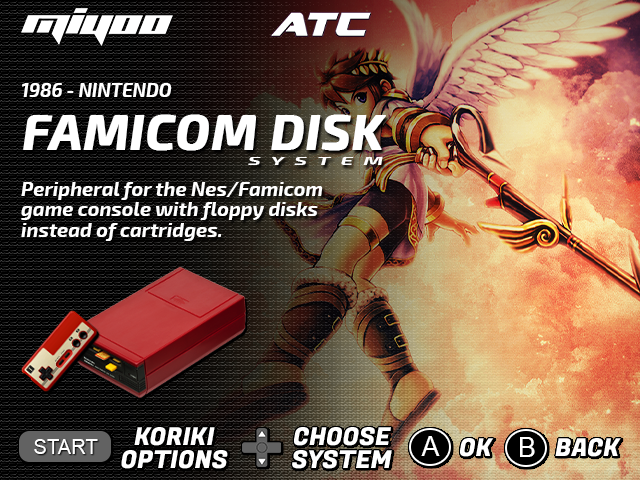 miyoo ATC
1986 - NINTENDO
FAMICOM DISK
SYSTEM
Peripheral for the Nes/Famicom
game console with floppy disks
instead of cartridges.
START KORIKI OPTIONS CHOOSE SYSTEM A OK B BACK